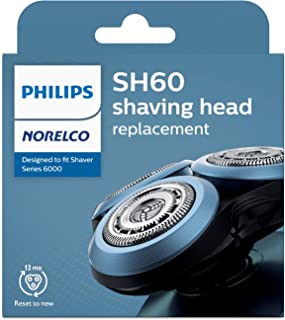 PHILIPS
NORELCO
Designed to fit Shaver
Series 6000
SH60
shaving head
replacement
12 mo
Reset to new